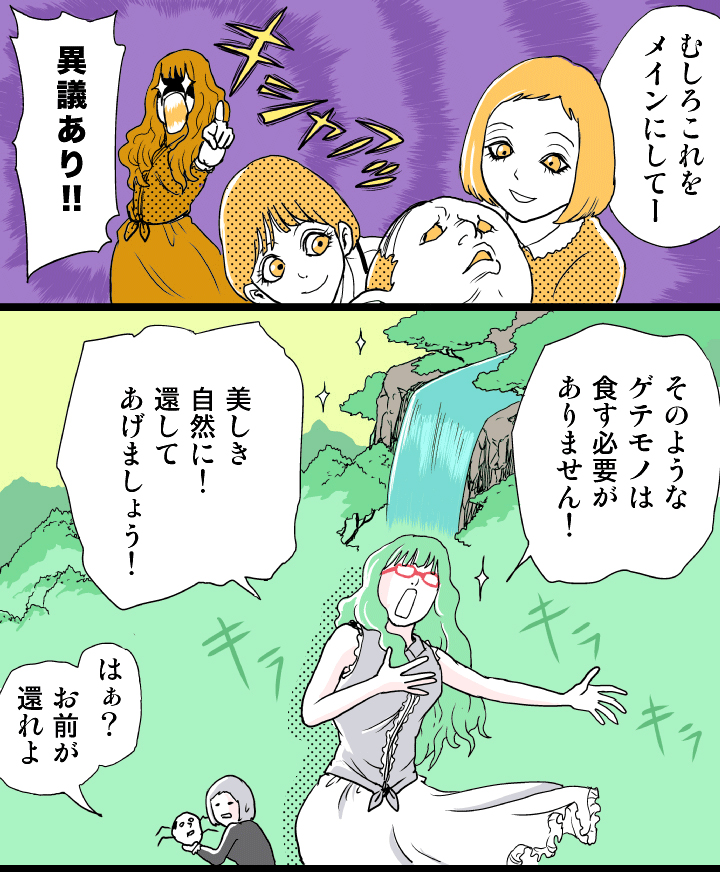 むしろこれを
メインにしてー
キシャァァッ
異議あり!!
そのような
ゲテモノは
食す必要が
ありません!
美しき
自然に!
還して
あげましょう!
キラ
キラ
キラ
はぁ?
お前が
還れよ